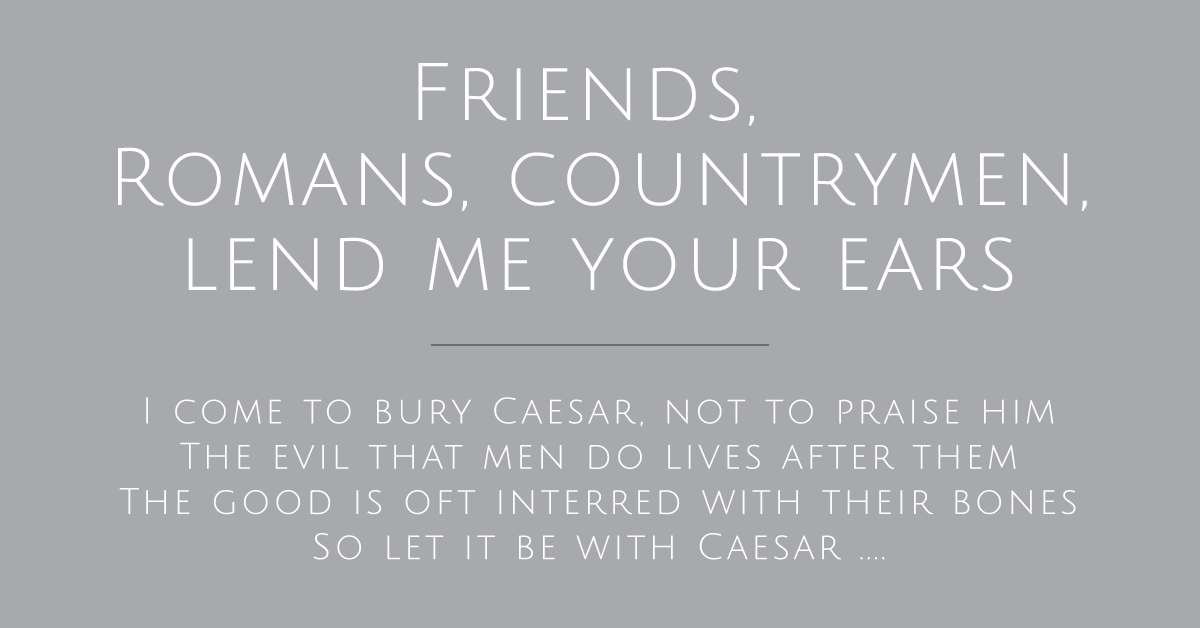 Friends,
Romans, countrymen,
lend me your ears
I come to bury Caesar, not to praise him
The evil that men do lives after them
The good is oft interred with their bones
So let it be with Caesar ....